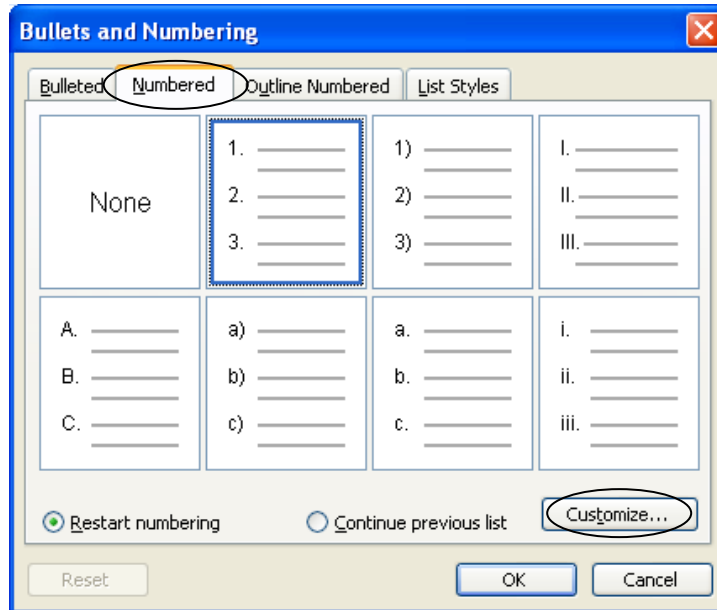 Bullets and Numbering
Bulleted Numbered Outline Numbered List Styles
None
1.
2.
3.
1)
2)
3)
I.
II.
III.
A.
B.
C.
a)
b)
c)
a.
b.
c.
i.
ii.
iii.
Restart numbering Continue previous list Customize...
Reset OK Cancel